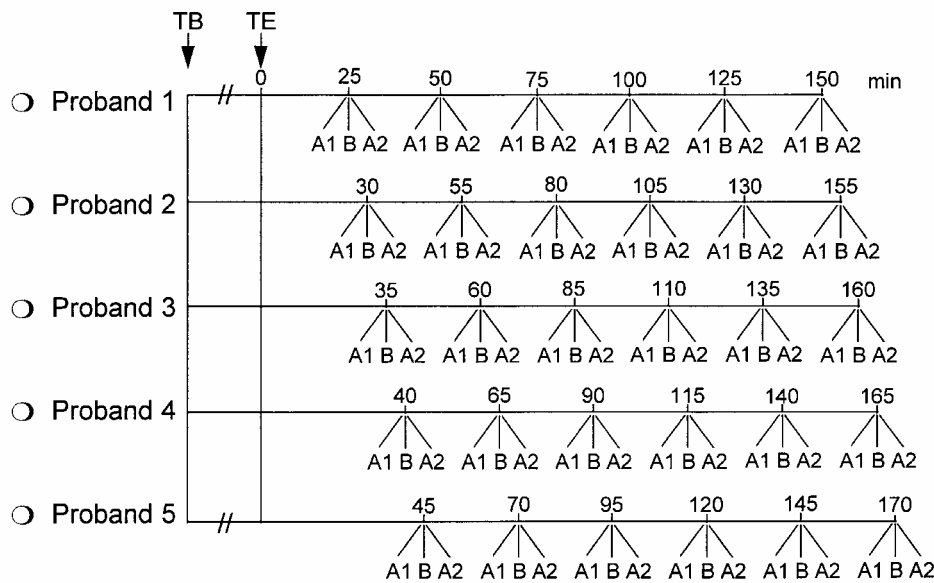 TB TE
0 25 50 75 100 125 150 min
Proband 1
A1 B A2 A1 B A2 A1 B A2 A1 B A2 A1 B A2 A1 B A2
30 55 80 105 130 155
Proband 2
A1 B A2 A1 B A2 A1 B A2 A1 B A2 A1 B A2 A1 B A2
35 60 85 110 135 160
Proband 3
A1 B A2 A1 B A2 A1 B A2 A1 B A2 A1 B A2 A1 B A2
40 65 90 115 140 165
Proband 4
A1 B A2 A1 B A2 A1 B A2 A1 B A2 A1 B A2 A1 B A2
45 70 95 120 145 170
Proband 5
A1 B A2 A1 B A2 A1 B A2 A1 B A2 A1 B A2 A1 B A2